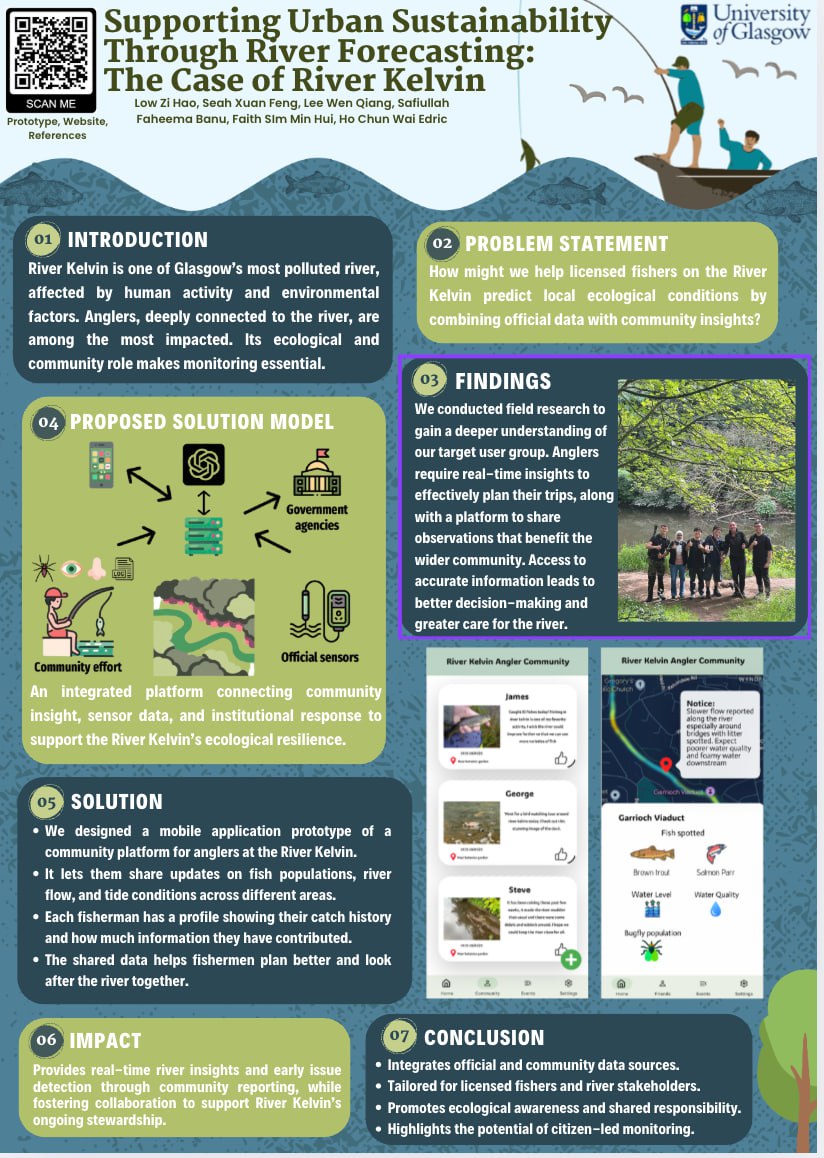 SCAN ME
Prototype, Website,
References
Supporting Urban Sustainability
Through River Forecasting:
The Case of River Kelvin
Low Zi Hao, Seah Xuan Feng, Lee Wen Qiang, Safiullah
Faheema Banu, Faith SIm Min Hui, Ho Chun Wai Edric
University
of Glasgow
01 INTRODUCTION
River Kelvin is one of Glasgow's most polluted river,
affected by human activity and environmental
factors. Anglers, deeply connected to the river, are
among the most impacted. Its ecological and
community role makes monitoring essential.
02 PROBLEM STATEMENT
How might we help licensed fishers on the River
Kelvin predict local ecological conditions by
combining official data with community insights?
03 FINDINGS
We conducted field research to
gain a deeper understanding of
our target user group. Anglers
require real-time insights to
effectively plan their trips, along
with a platform to share
observations that benefit the
wider community. Access to
accurate information leads to
better decision-making and
greater care for the river.
04 PROPOSED SOLUTION MODEL
Government
agencies
LOG
Community effort
Official sensors
An integrated platform connecting community
insight, sensor data, and institutional response to
support the River Kelvin's ecological resilience.
River Kelvin Angler Community
James
George
Steve
Home
Community
Events
Settings
River Kelvin Angler Community
Notice:
Slower flow reported
along the river
especially around
bridges with litter
spotted. Expect
poorer water quality
and foamy water
downstream
Garrioch Viaduct
Garrioch Viaduct
Fish spotted
Brown trout
Salmon Parr
Water Level
Water Quality
Bugfly population
Home
Friends
Events
Settings
05 SOLUTION
• We designed a mobile application prototype of a
community platform for anglers at the River Kelvin.
• It lets them share updates on fish populations, river
flow, and tide conditions across different areas.
• Each fisherman has a profile showing their catch history
and how much information they have contributed.
• The shared data helps fishermen plan better and look
after the river together.
06 IMPACT
Provides real-time river insights and early issue
detection through community reporting, while
fostering collaboration to support River Kelvin's
ongoing stewardship.
07 CONCLUSION
• Integrates official and community data sources.
• Tailored for licensed fishers and river stakeholders.
• Promotes ecological awareness and shared responsibility.
• Highlights the potential of citizen-led monitoring.